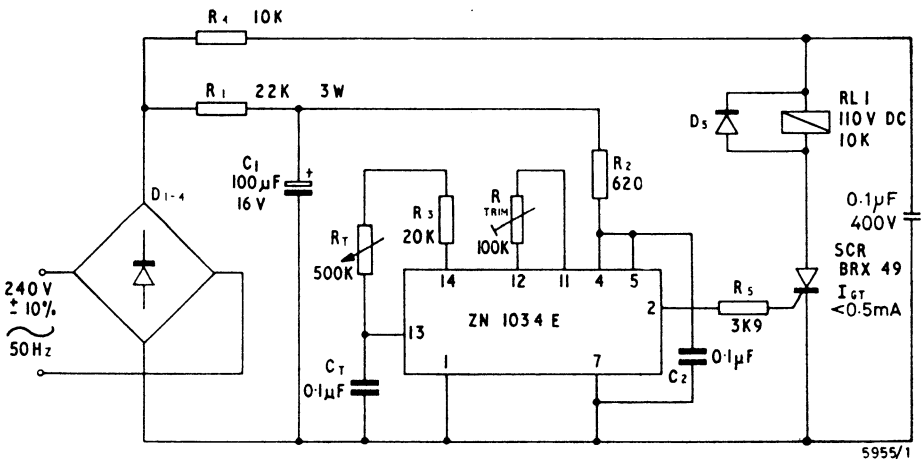 R4 10K
R1 22K 3W
D5
RL1
110V DC
10K
C1
100µF
16V
+
R2
620
D1-4
RT
500K
R3
20K
R TRIM
100K
0.1µF
400V
240V
± 10%
50Hz
14 12 11 4 5
13
ZN 1034 E
2
R5
3K9
SCR
BRX 49
IGT
<0.5mA
CT
0.1µF
1 7
C2
0.1µF
5955/1